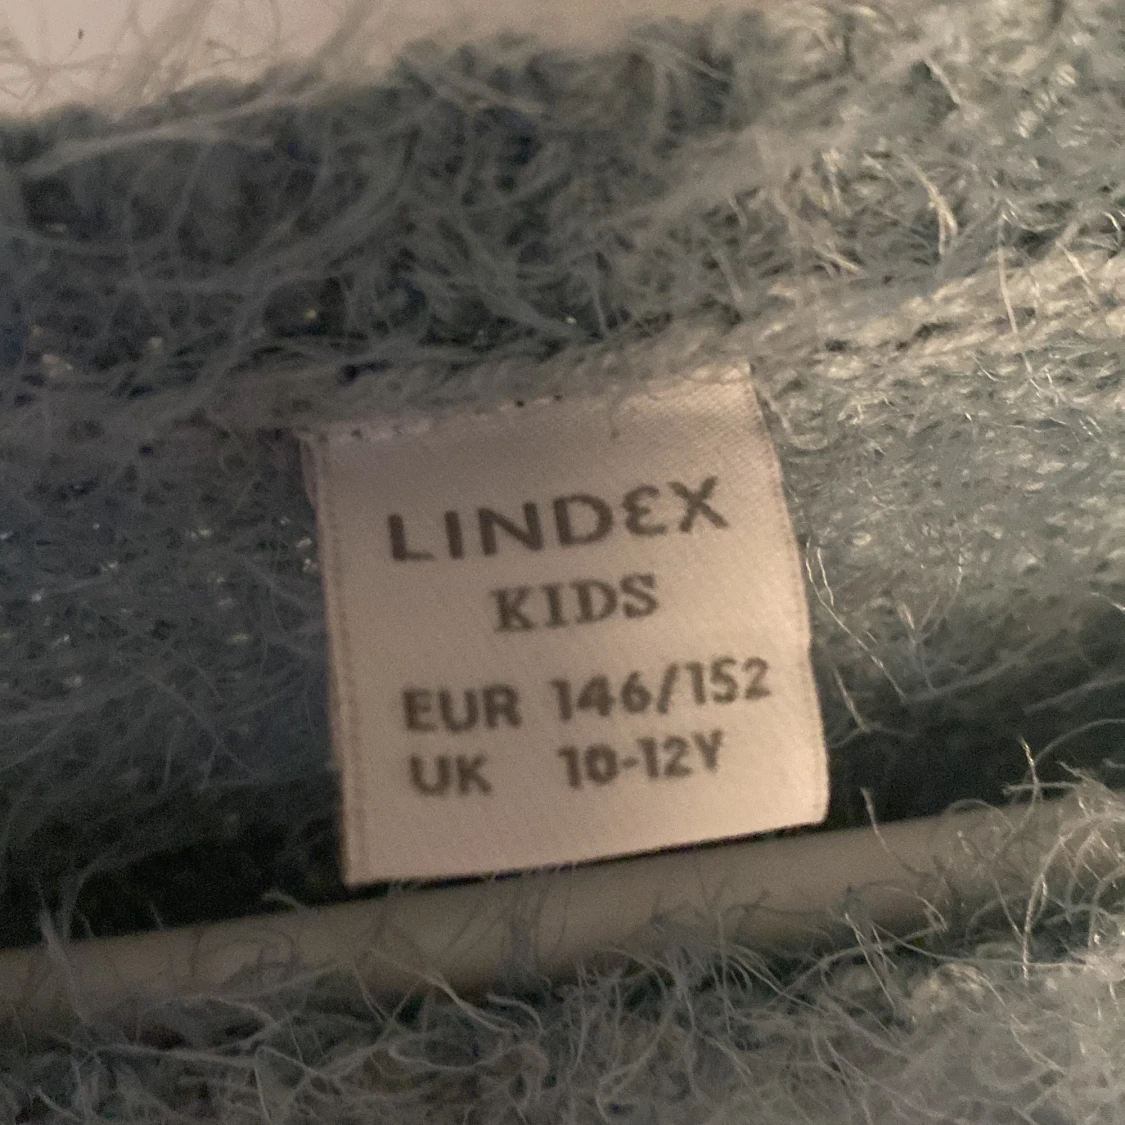 LINDEX
KIDS
EUR 146/152
UK 10-12Y